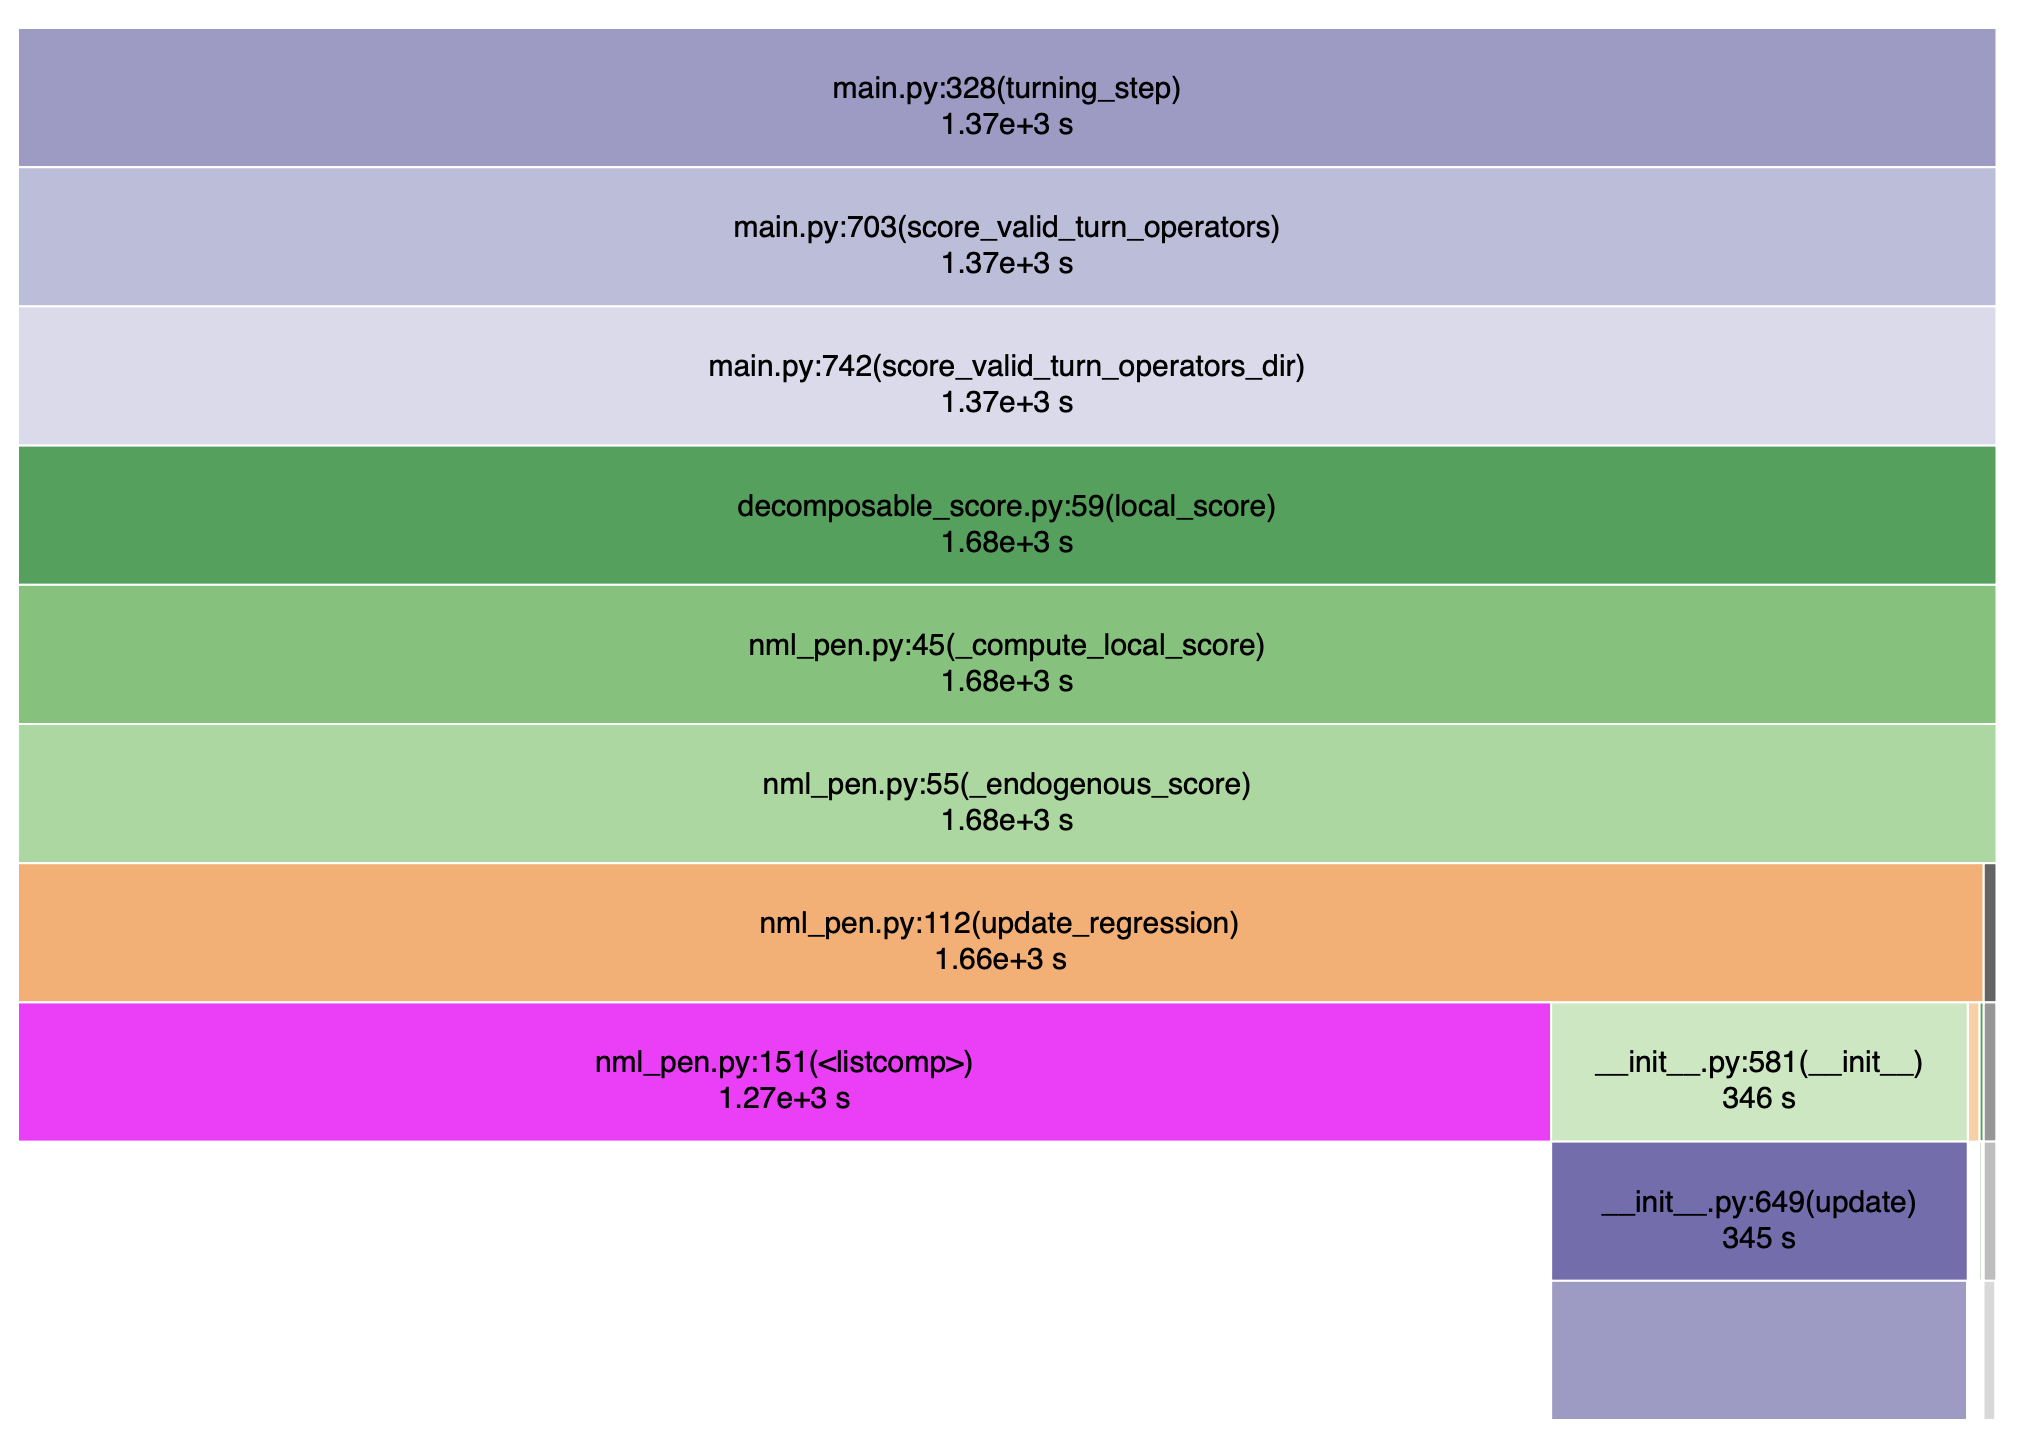 main.py:328(turning_step)
1.37e+3 s
main.py:703(score_valid_turn_operators)
1.37e+3 s
main.py:742(score_valid_turn_operators_dir)
1.37e+3 s
decomposable_score.py:59(local_score)
1.68e+3 s
nml_pen.py:45(_compute_local_score)
1.68e+3 s
nml_pen.py:55(_endogenous_score)
1.68e+3 s
nml_pen.py:112(update_regression)
1.66e+3 s
nml_pen.py:151(<listcomp>)
1.27e+3 s
__init__.py:581(__init__)
346 s
__init__.py:649(update)
345 s